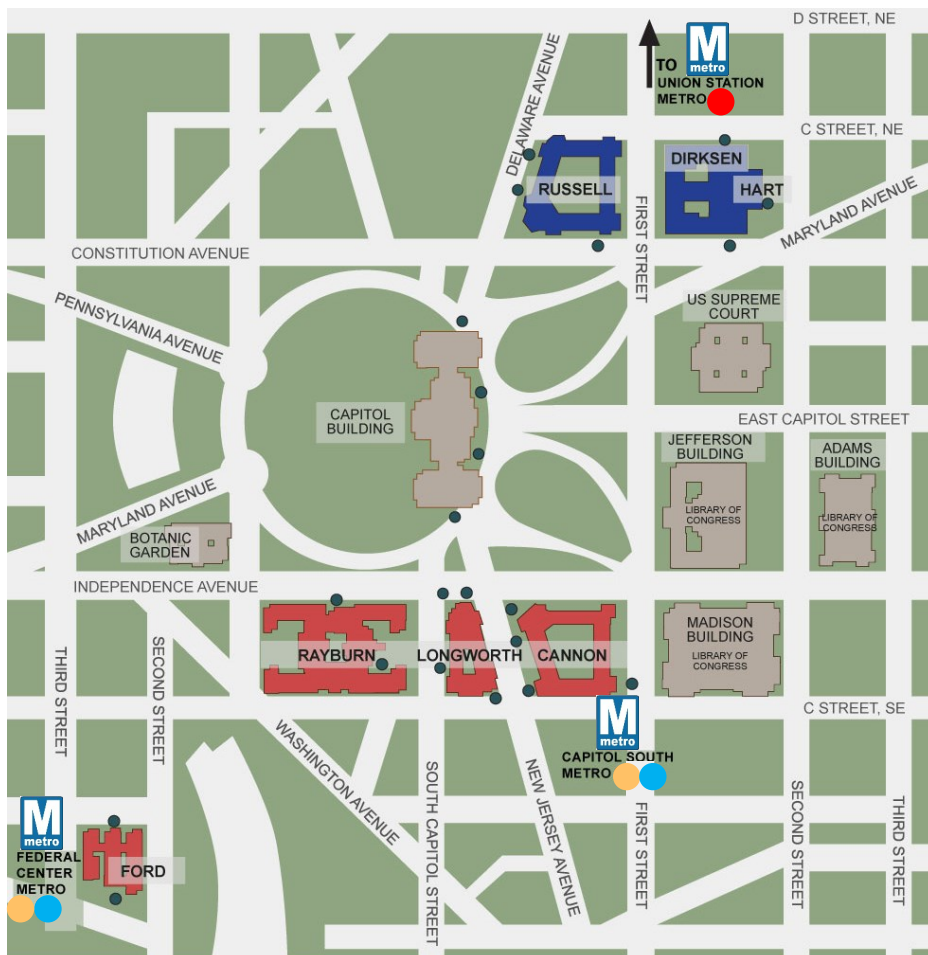 D STREET, NE
M
metro
TO
UNION STATION
METRO
DELAWARE AVENUE
C STREET, NE
DIRKSEN
RUSSELL
HART
MARYLAND AVENUE
FIRST STREET
CONSTITUTION AVENUE
PENNSYLVANIA AVENUE
US SUPREME
COURT
CAPITOL
BUILDING
EAST CAPITOL STREET
JEFFERSON
BUILDING
LIBRARY OF
CONGRESS
ADAMS
BUILDING
LIBRARY OF
CONGRESS
MARYLAND AVENUE
BOTANIC
GARDEN
INDEPENDENCE AVENUE
RAYBURN
LONGWORTH
CANNON
MADISON
BUILDING
LIBRARY OF
CONGRESS
THIRD STREET
SECOND STREET
C STREET, SE
M
metro
CAPITOL SOUTH
METRO
WASHINGTON AVENUE
SOUTH CAPITOL STREET
NEW JERSEY AVENUE
FIRST STREET
SECOND STREET
THIRD STREET
M
metro
FEDERAL
CENTER
METRO
FORD